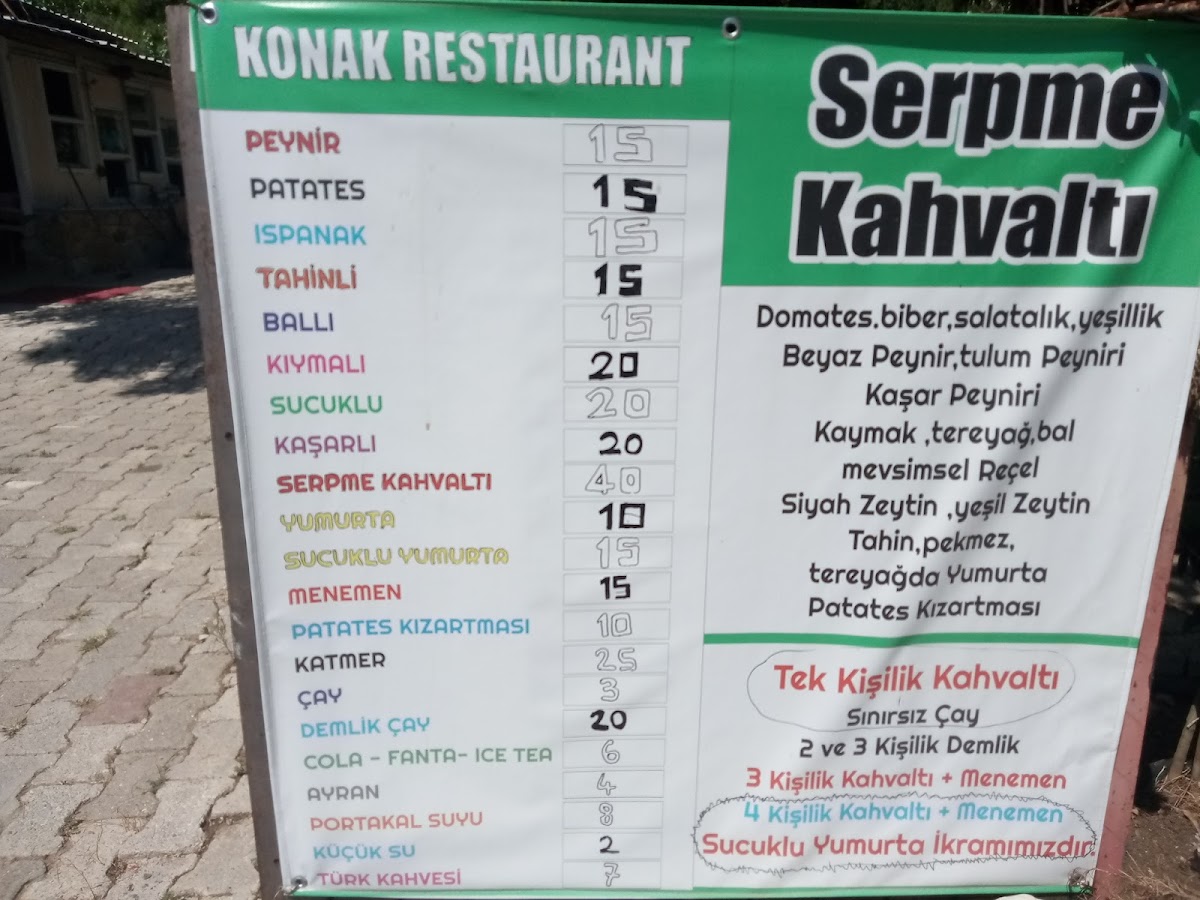 KONAK RESTAURANT
PEYNİR 15
PATATES 15
ISPANAK 15
TAHİNLİ 15
BALLI 15
KIYMALI 20
SUCUKLU 20
KAŞARLI 20
SERPME KAHVALTI 40
YUMURTA 10
SUCUKLU YUMURTA 15
MENEMEN 15
PATATES KIZARTMASI 10
KATMER 25
ÇAY 3
DEMLİK ÇAY 20
COLA - FANTA- ICE TEA 6
AYRAN 4
PORTAKAL SUYU 8
KÜÇÜK SU 2
TÜRK KAHVESİ 7
Serpme
Kahvaltı
Domates.biber,salatalık,yeşillik
Beyaz Peynir,tulum Peyniri
Kaşar Peyniri
Kaymak ,tereyağ,bal
mevsimsel Reçel
Siyah Zeytin ,yeşil Zeytin
Tahin,pekmez,
tereyağda Yumurta
Patates Kızartması
Tek Kişilik Kahvaltı
Sınırsız Çay
2 ve 3 Kişilik Demlik
3 Kişilik Kahvaltı + Menemen
4 Kişilik Kahvaltı + Menemen
Sucuklu Yumurta İkramımızdır.